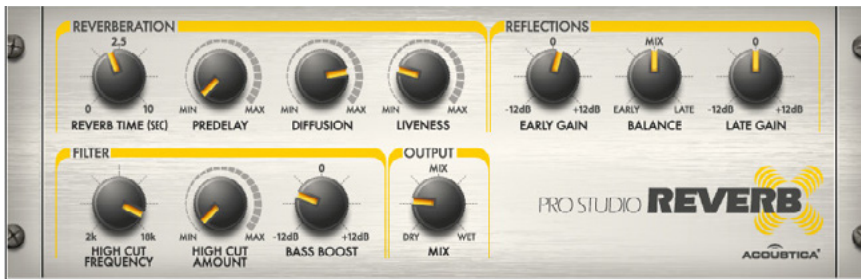 REVERBERATION
2.5
0 10
REVERB TIME (SEC)
MIN MAX
PREDELAY
MIN MAX
DIFFUSION
MIN MAX
LIVENESS
REFLECTIONS
0
-12dB +12dB
EARLY GAIN
MIX
EARLY LATE
BALANCE
0
-12dB +12dB
LATE GAIN
FILTER
2k 18k
HIGH CUT
FREQUENCY
MIN MAX
HIGH CUT
AMOUNT
0
-12dB +12dB
BASS BOOST
OUTPUT
MIX
DRY WET
MIX
PRO STUDIO REVERB X
ACOUSTICA